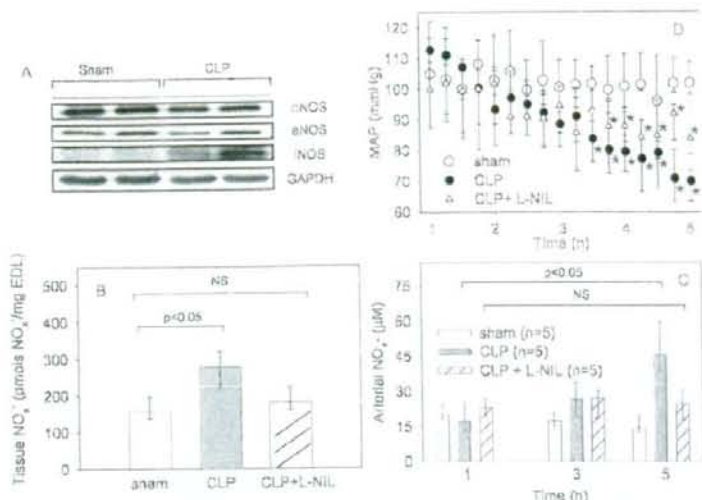 A
Sham CLP
nNOS
eNOS
iNOS
GAPDH
D
MAP (mmHg)
120
110
100
90
80
70
60
sham
CLP
CLP+ L-NIL
1 2 3 4 5
Time (h)
B
Tissue NOx- (μmols NOx/mg EDL)
500
400
300
200
100
0
NS
p<0.05
sham CLP CLP+L-NIL
C
Arterial NOx- (μM)
75
60
45
30
15
p<0.05
NS
sham (n=5)
CLP (n=5)
CLP + L-NIL (n=5)
1 3 5
Time (h)